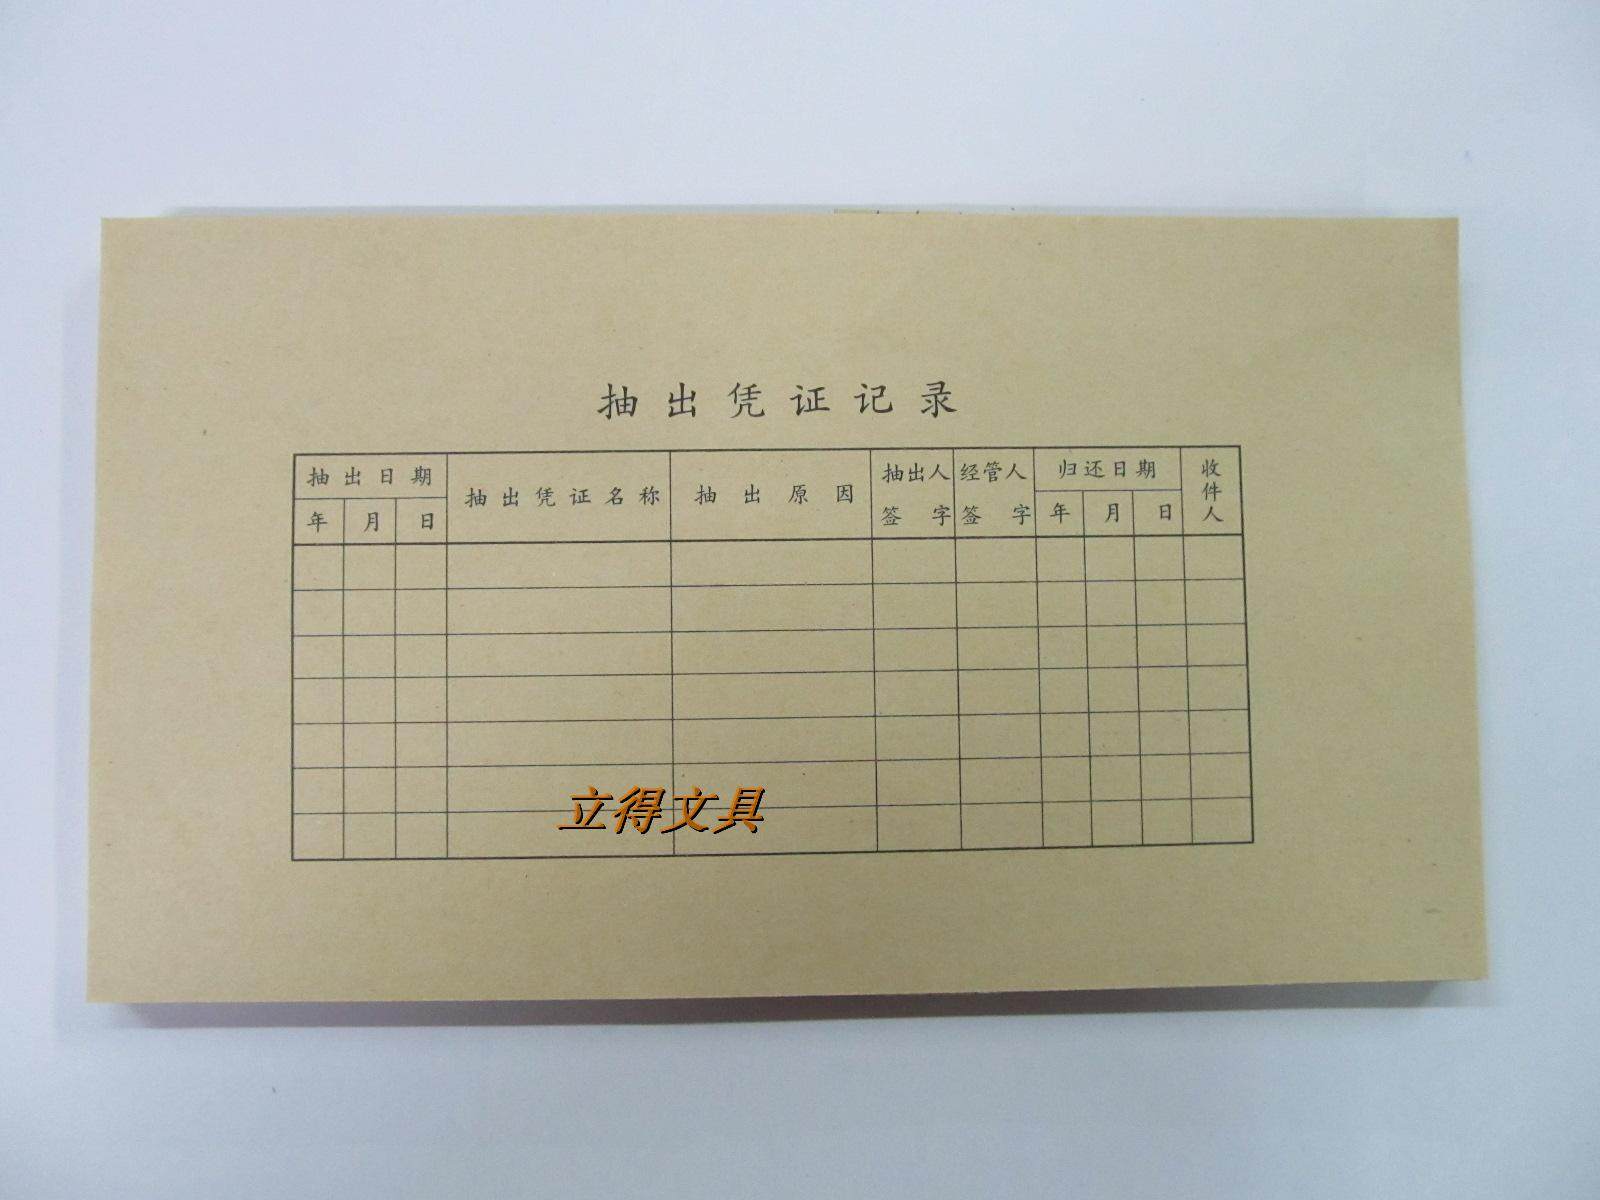 抽出凭证记录
抽出日期 抽出凭证名称 抽出原因 抽出人签字 经管人签字 归还日期 收件人
年 月 日 年 月 日
立得文具